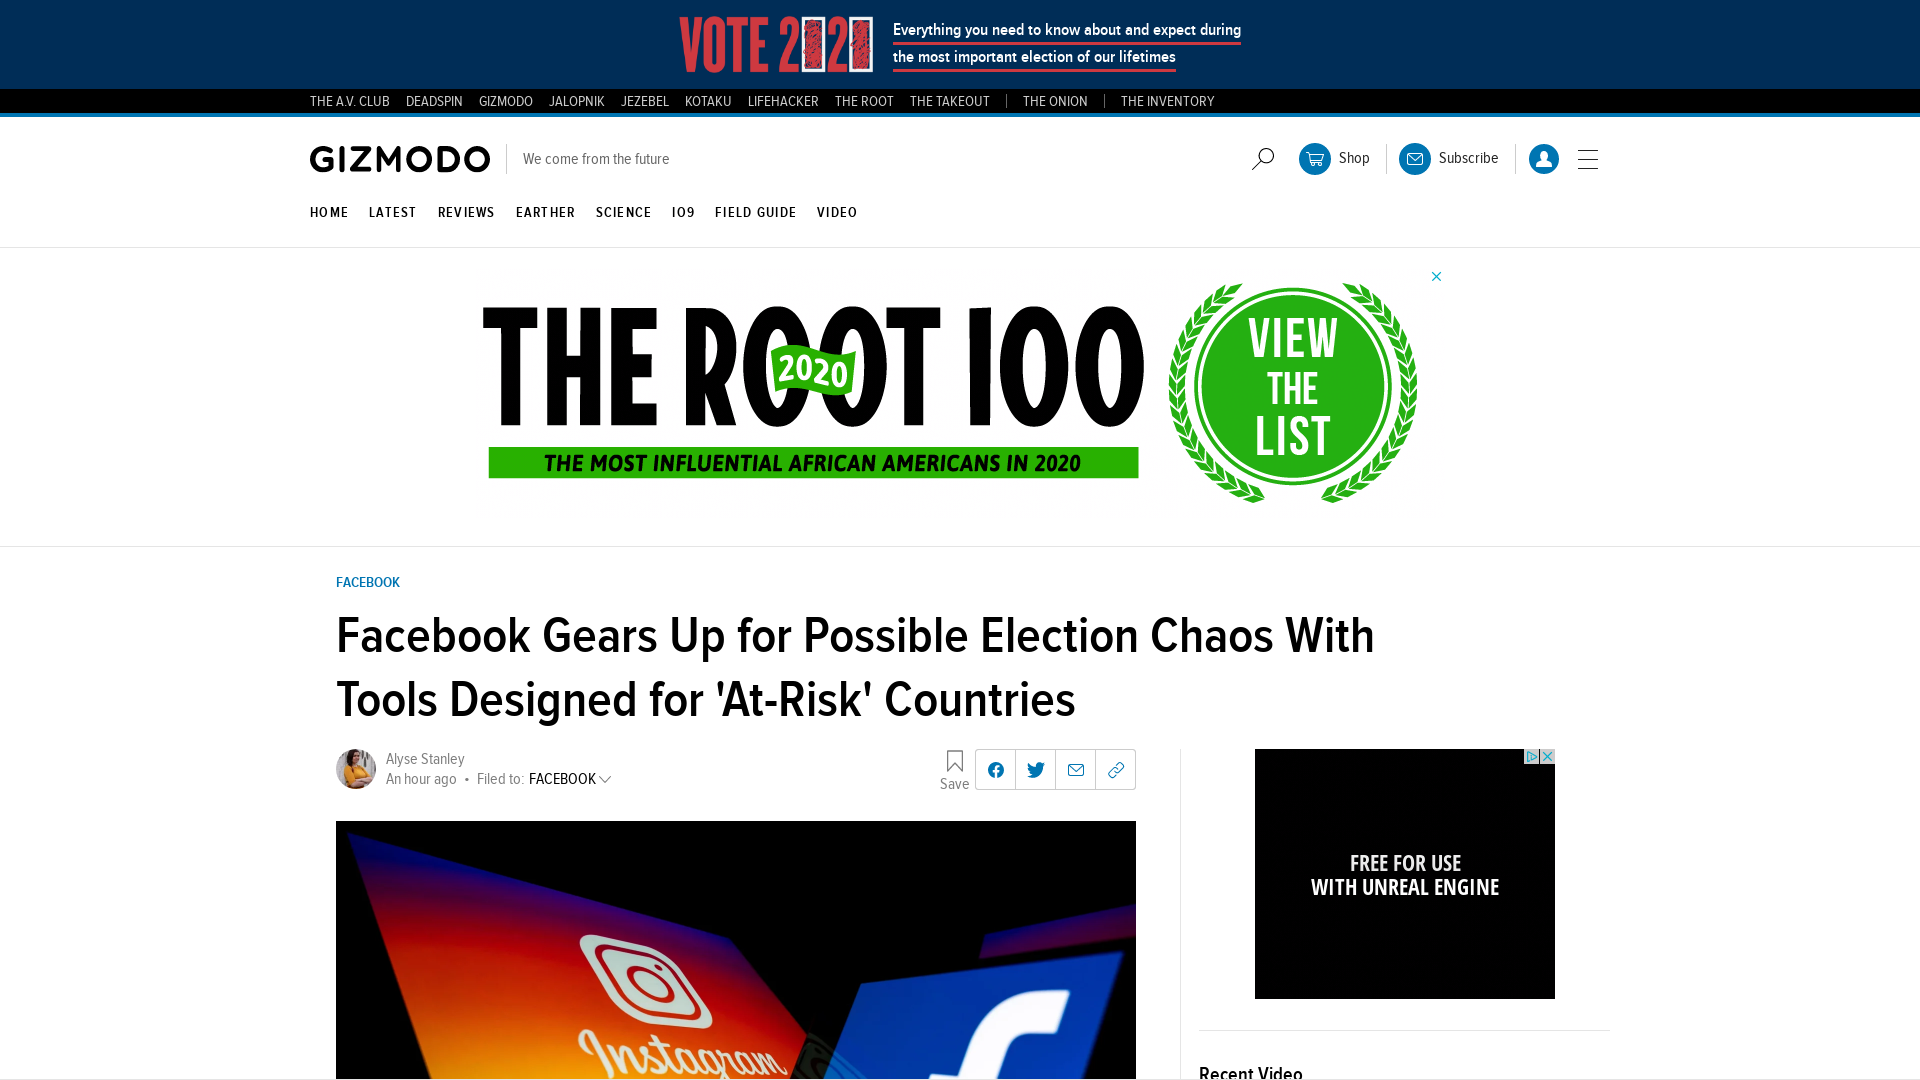 VOTE 2020
Everything you need to know about and expect during
the most important election of our lifetimes
THE A.V. CLUB DEADSPIN GIZMODO JALOPNIK JEZEBEL KOTAKU LIFEHACKER THE ROOT THE TAKEOUT THE ONION THE INVENTORY
GIZMODO We come from the future Shop Subscribe
HOME LATEST REVIEWS EARTHER SCIENCE IO9 FIELD GUIDE VIDEO
THE ROOT 100
2020
THE MOST INFLUENTIAL AFRICAN AMERICANS IN 2020
VIEW
THE
LIST
FACEBOOK
Facebook Gears Up for Possible Election Chaos With
Tools Designed for 'At-Risk' Countries
Alyse Stanley
An hour ago • Filed to: FACEBOOK
Save
FREE FOR USE
WITH UNREAL ENGINE
Instagram
f
Recent Video